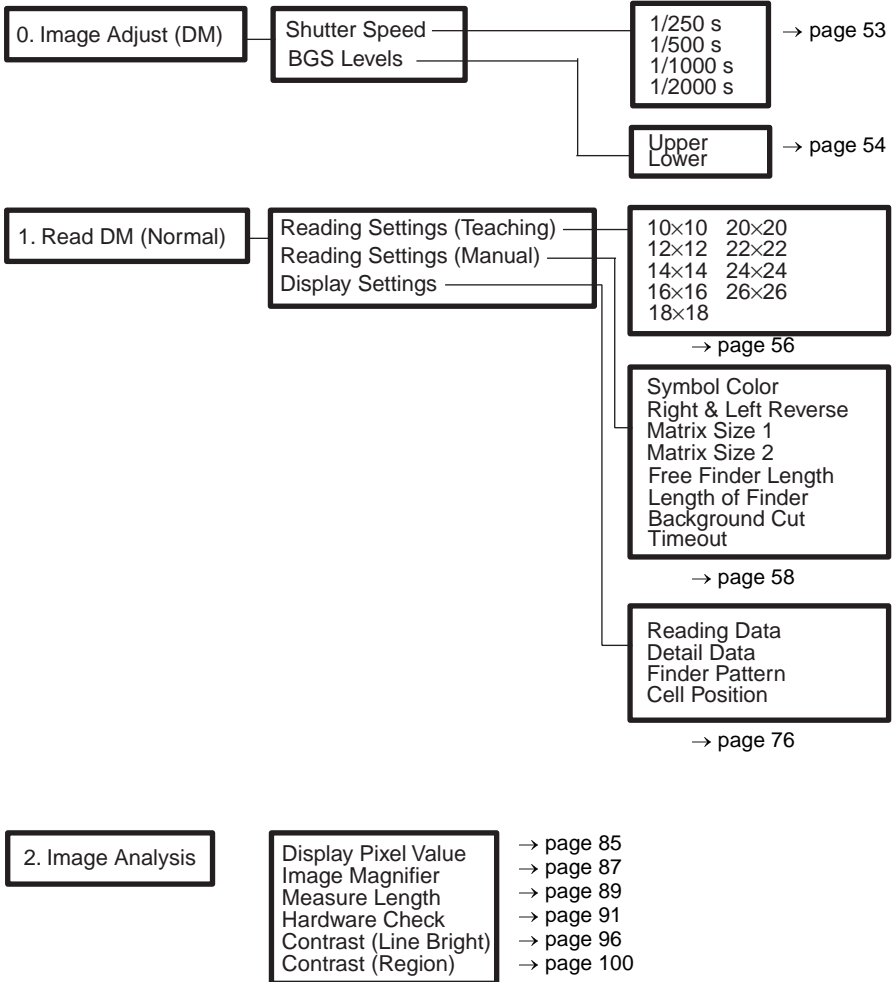 0. Image Adjust (DM)
Shutter Speed
BGS Levels
1/250 s
1/500 s
1/1000 s
1/2000 s
→ page 53
Upper
Lower
→ page 54
1. Read DM (Normal)
Reading Settings (Teaching)
Reading Settings (Manual)
Display Settings
10×10 20×20
12×12 22×22
14×14 24×24
16×16 26×26
18×18
→ page 56
Symbol Color
Right & Left Reverse
Matrix Size 1
Matrix Size 2
Free Finder Length
Length of Finder
Background Cut
Timeout
→ page 58
Reading Data
Detail Data
Finder Pattern
Cell Position
→ page 76
2. Image Analysis
Display Pixel Value → page 85
Image Magnifier → page 87
Measure Length → page 89
Hardware Check → page 91
Contrast (Line Bright) → page 96
Contrast (Region) → page 100